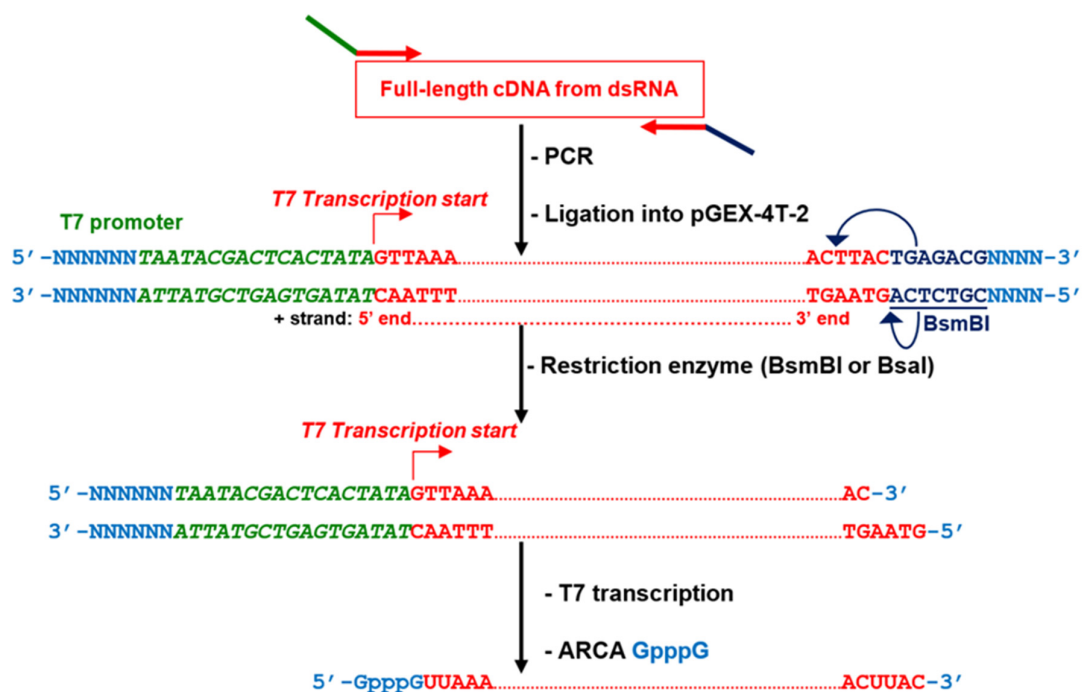 Full-length cDNA from dsRNA
- PCR
T7 Transcription start
- Ligation into pGEX-4T-2
T7 promoter
5’-NNNNNNTAATACGACTCACTATAGTTAAA....................ACTTACTGAGACGNNNN-3’
3’-NNNNNNATTATGCTGAGTGATATCAATTT....................TGAATGACTCTGCNNNN-5’
+ strand: 5’ end....................3’ end
BsmBI
- Restriction enzyme (BsmBI or BsaI)
T7 Transcription start
5’-NNNNNNTAATACGACTCACTATAGTTAAA....................AC-3’
3’-NNNNNNATTATGCTGAGTGATATCAATTT....................TGAATG-5’
- T7 transcription
- ARCA GpppG
5’-GpppGUUAAA....................ACUUAC-3’